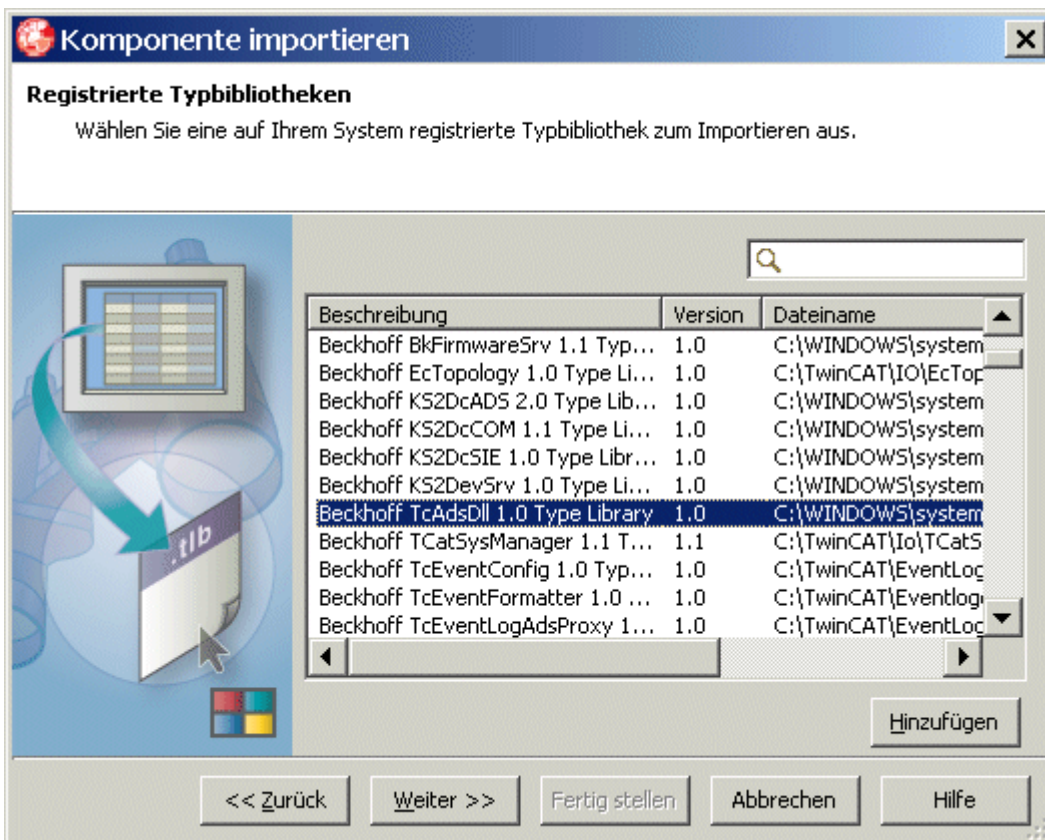 Komponente importieren
Registrierte Typbibliotheken
Wählen Sie eine auf Ihrem System registrierte Typbibliothek zum Importieren aus.
Beschreibung Version Dateiname
Beckhoff BkFirmwareSrv 1.1 Typ... 1.0 C:\WINDOWS\system
Beckhoff EcTopology 1.0 Type Li... 1.0 C:\TwinCAT\IO\EcTop
Beckhoff KS2DcADS 2.0 Type Lib... 1.0 C:\WINDOWS\system
Beckhoff KS2DcCOM 1.1 Type Li... 1.0 C:\WINDOWS\system
Beckhoff KS2DcSIE 1.0 Type Libr... 1.0 C:\WINDOWS\system
Beckhoff KS2DevSrv 1.0 Type Li... 1.0 C:\WINDOWS\system
Beckhoff TcAdsDll 1.0 Type Library 1.0 C:\WINDOWS\system
Beckhoff TCatSysManager 1.1 T... 1.1 C:\TwinCAT\Io\TCatS
Beckhoff TcEventConfig 1.0 Typ... 1.0 C:\TwinCAT\EventLog
Beckhoff TcEventFormatter 1.0 ... 1.0 C:\TwinCAT\Eventlog
Beckhoff TcEventLogAdsProxy 1... 1.0 C:\TwinCAT\EventLog
.tlb
Hinzufügen
<< Zurück Weiter >> Fertig stellen Abbrechen Hilfe